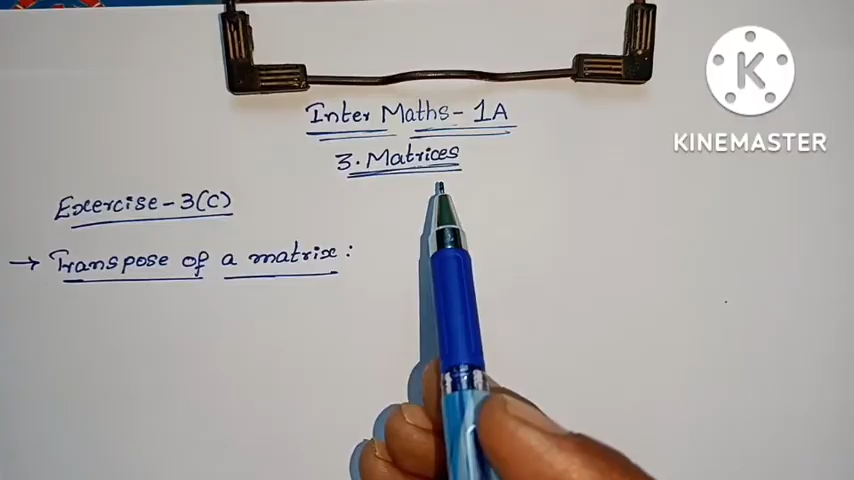 Inter Maths - 1A
3. Matrices
Exercise - 3(C)
→ Transpose of a matrix :
K
KINEMASTER